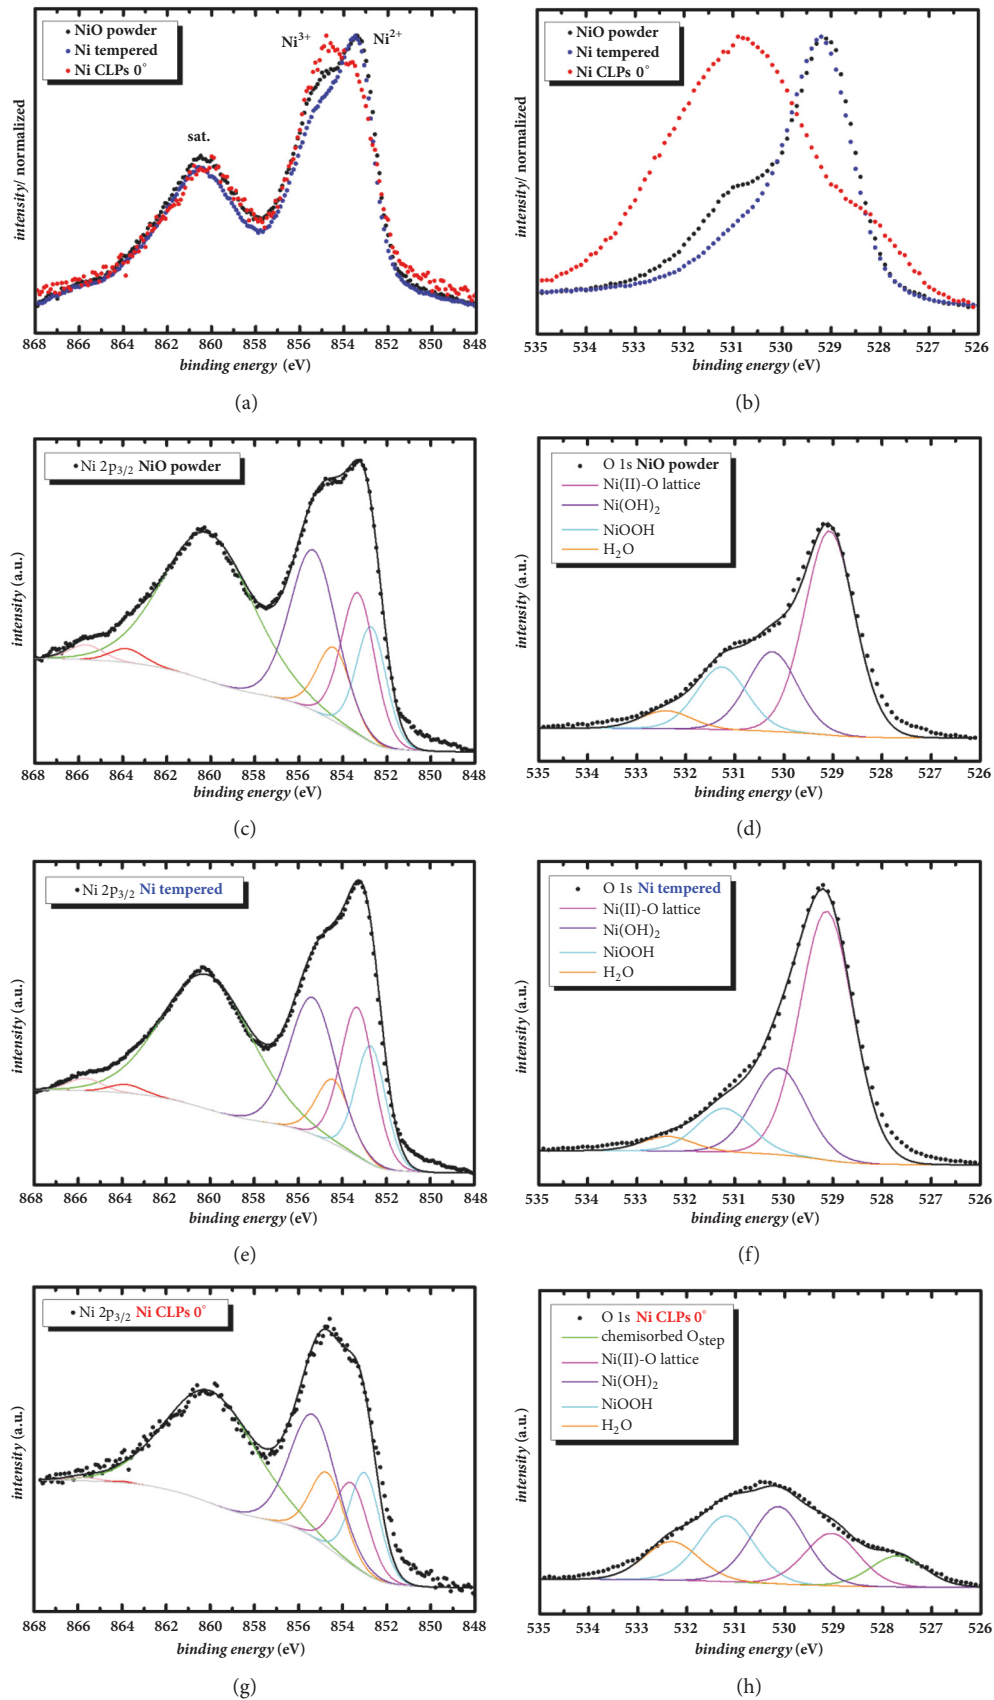 NiO powder
Ni tempered
Ni CLPs 0°
Ni³⁺
Ni²⁺
sat.
intensity/ normalized
868 866 864 862 860 858 856 854 852 850 848
binding energy (eV)
(a)
NiO powder
Ni tempered
Ni CLPs 0°
intensity/ normalized
535 534 533 532 531 530 529 528 527 526
binding energy (eV)
(b)
Ni 2p₃/₂ NiO powder
intensity (a.u.)
868 866 864 862 860 858 856 854 852 850 848
binding energy (eV)
(c)
O 1s NiO powder
Ni(II)-O lattice
Ni(OH)₂
NiOOH
H₂O
intensity (a.u.)
535 534 533 532 531 530 529 528 527 526
binding energy (eV)
(d)
Ni 2p₃/₂ Ni tempered
intensity (a.u.)
868 866 864 862 860 858 856 854 852 850 848
binding energy (eV)
(e)
O 1s Ni tempered
Ni(II)-O lattice
Ni(OH)₂
NiOOH
H₂O
intensity (a.u.)
535 534 533 532 531 530 529 528 527 526
binding energy (eV)
(f)
Ni 2p₃/₂ Ni CLPs 0°
intensity (a.u.)
868 866 864 862 860 858 856 854 852 850 848
binding energy (eV)
(g)
O 1s Ni CLPs 0°
chemisorbed Ostep
Ni(II)-O lattice
Ni(OH)₂
NiOOH
H₂O
intensity (a.u.)
535 534 533 532 531 530 529 528 527 526
binding energy (eV)
(h)